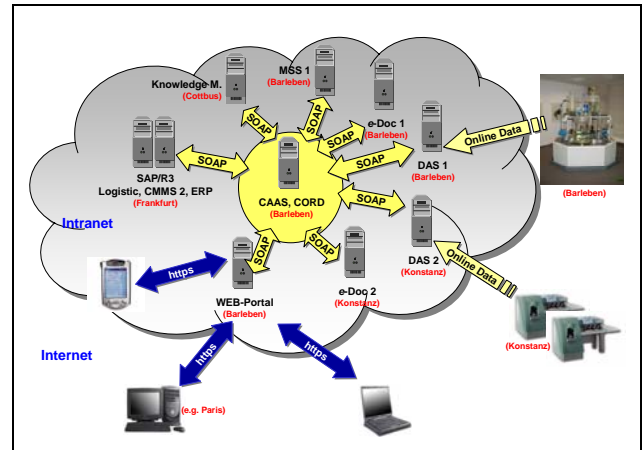 MSS 1
(Barleben)
Knowledge M.
(Cottbus)
e-Doc 1
(Barleben)
SOAP
SOAP
SOAP
SOAP
SOAP
SOAP
SOAP
SOAP
DAS 1
(Barleben)
Online Data
(Barleben)
SAP/R3
Logistic, CMMS 2, ERP
(Frankfurt)
CAAS, CORD
(Barleben)
Intranet
DAS 2
(Konstanz)
Online Data
(Konstanz)
https
WEB-Portal
(Barleben)
e-Doc 2
(Konstanz)
Internet
https
https
(e.g. Paris)